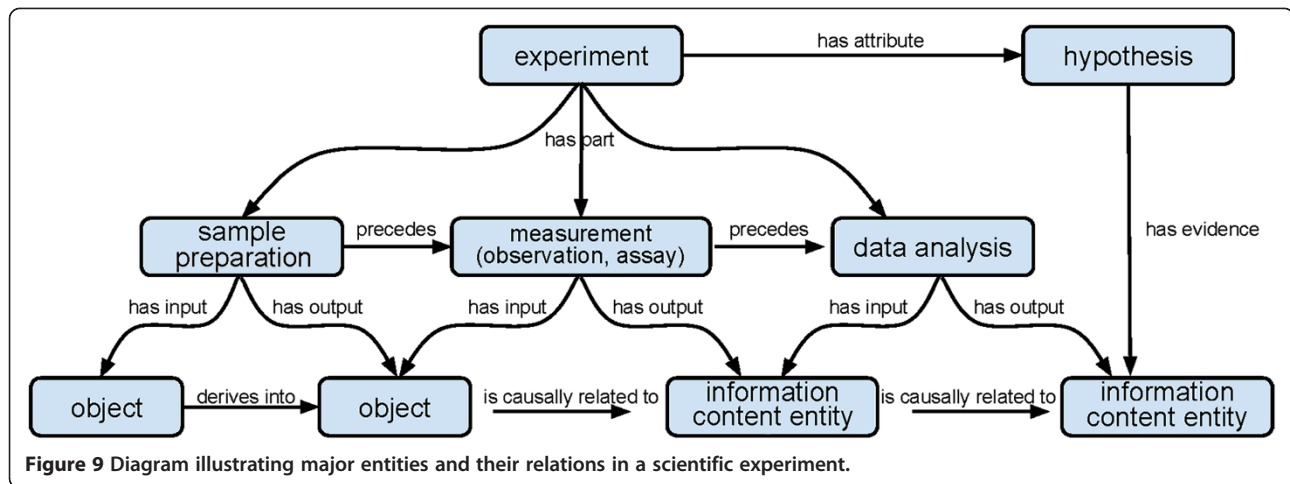 experiment
has attribute
hypothesis
has part
sample
preparation
precedes
measurement
(observation, assay)
precedes
data analysis
has evidence
has input
has output
has input
has output
has input
has output
object
derives into
object
is causally related to
information
content entity
is causally related to
information
content entity
Figure 9 Diagram illustrating major entities and their relations in a scientific experiment.